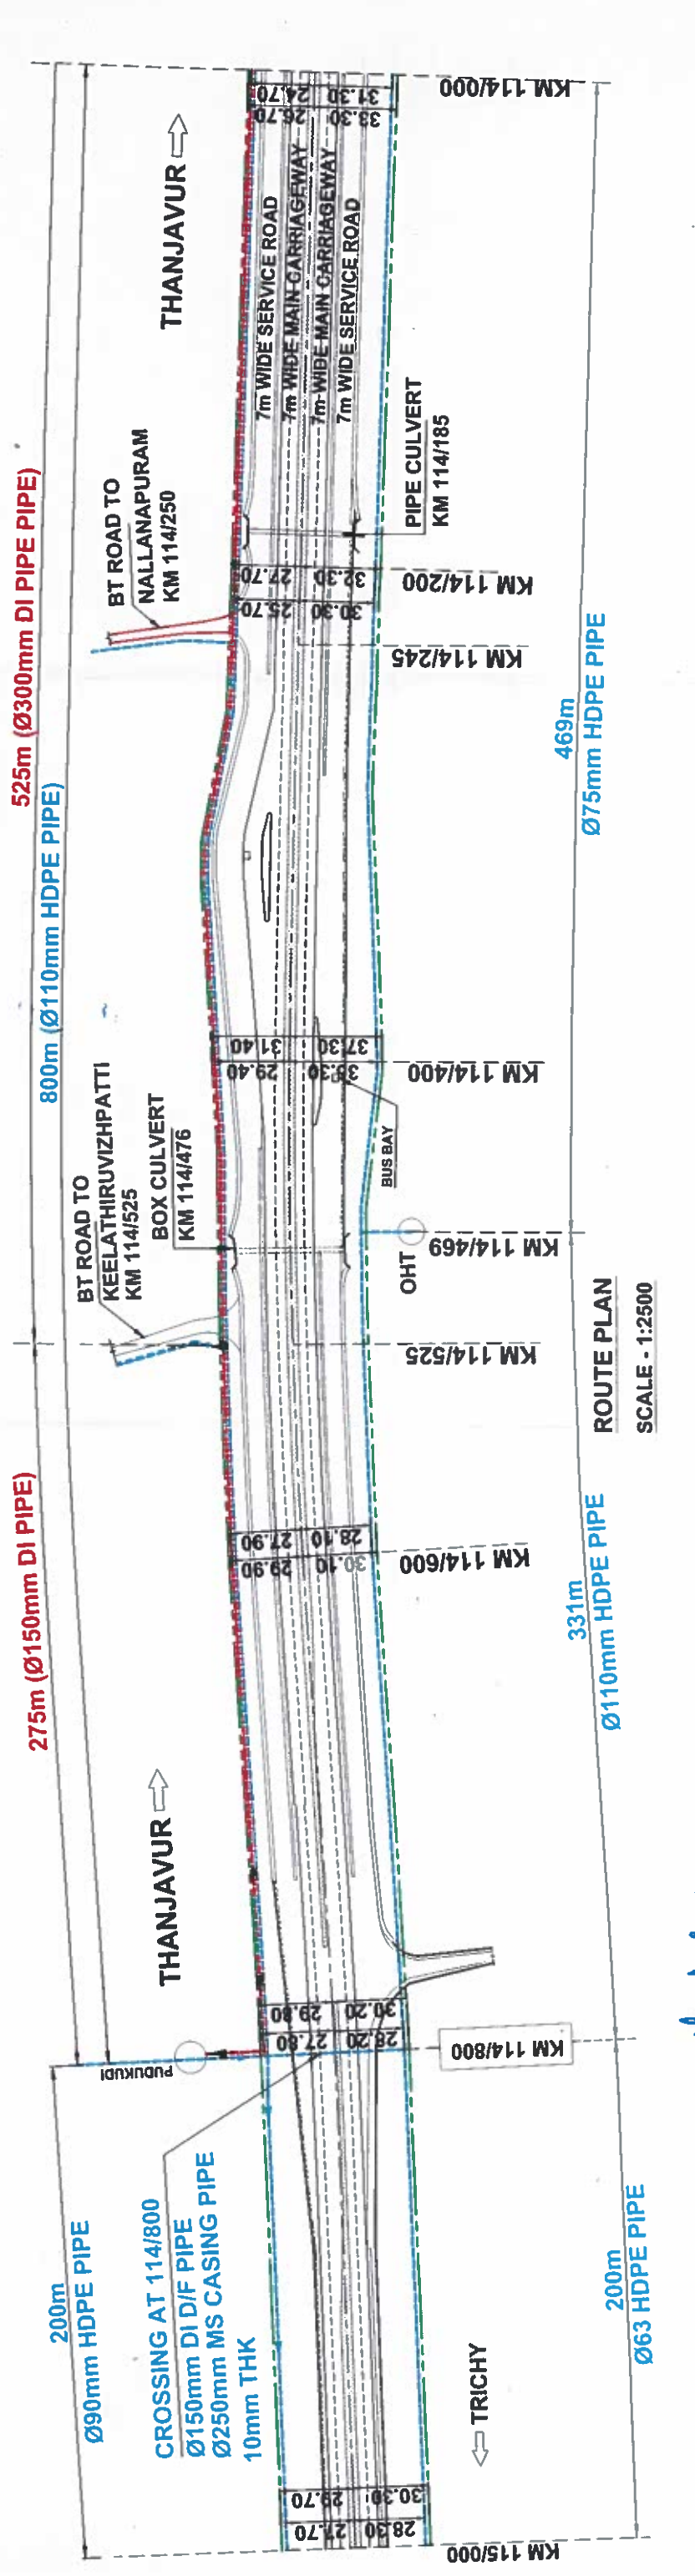 525m (Ø300mm DI PIPE PIPE)
800m (Ø110mm HDPE PIPE)
275m (Ø150mm DI PIPE)
200m
Ø90mm HDPE PIPE
THANJAVUR
BT ROAD TO
NALLANAPURAM
KM 114/250
BT ROAD TO
KEELATHIRUVIZHPATTI
KM 114/525
BOX CULVERT
KM 114/476
THANJAVUR
PUDUKUDI
CROSSING AT 114/800
Ø150mm DI D/F PIPE
Ø250mm MS CASING PIPE
10mm THK
7m WIDE SERVICE ROAD
7m WIDE MAIN CARRIAGEWAY
7m WIDE MAIN CARRIAGEWAY
7m WIDE SERVICE ROAD
31.30 24.70
33.30 26.70
32.30 27.70
30.30 25.70
37.30 31.40
29.40
28.10 27.90
30.10 29.90
30.20 29.80
28.20 27.80
30.30 29.70
28.30 27.70
PIPE CULVERT
KM 114/185
BUS BAY
OHT
KM 114/000
KM 114/200
KM 114/245
KM 114/400
KM 114/469
KM 114/525
KM 114/600
KM 114/800
KM 115/000
TRICHY
469m
Ø75mm HDPE PIPE
331m
Ø110mm HDPE PIPE
200m
Ø63 HDPE PIPE
ROUTE PLAN
SCALE - 1:2500